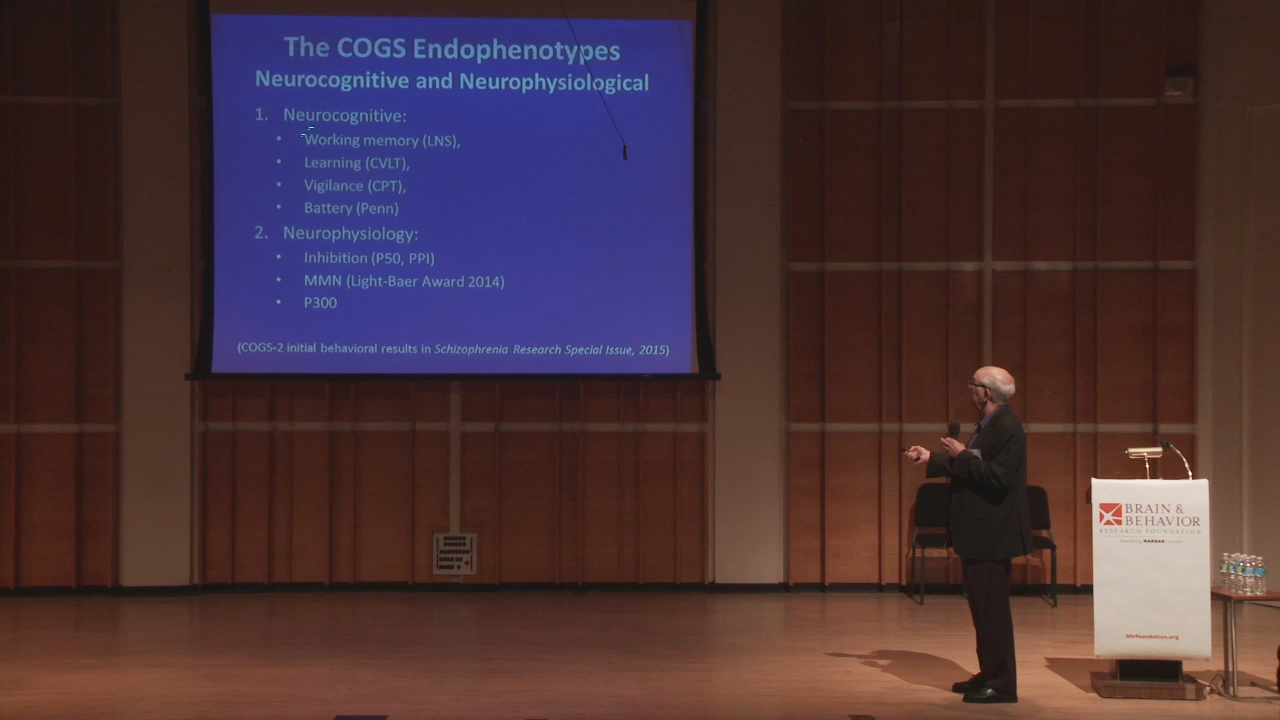 The COGS Endophenotypes
Neurocognitive and Neurophysiological
1. Neurocognitive:
• Working memory (LNS),
• Learning (CVLT),
• Vigilance (CPT),
• Battery (Penn)
2. Neurophysiology:
• Inhibition (P50, PPI)
• MMN (Light-Baer Award 2014)
• P300
(COGS-2 initial behavioral results in Schizophrenia Research Special Issue, 2015)
BRAIN &
BEHAVIOR
RESEARCH FOUNDATION
NARSAD
bbrfoundation.org